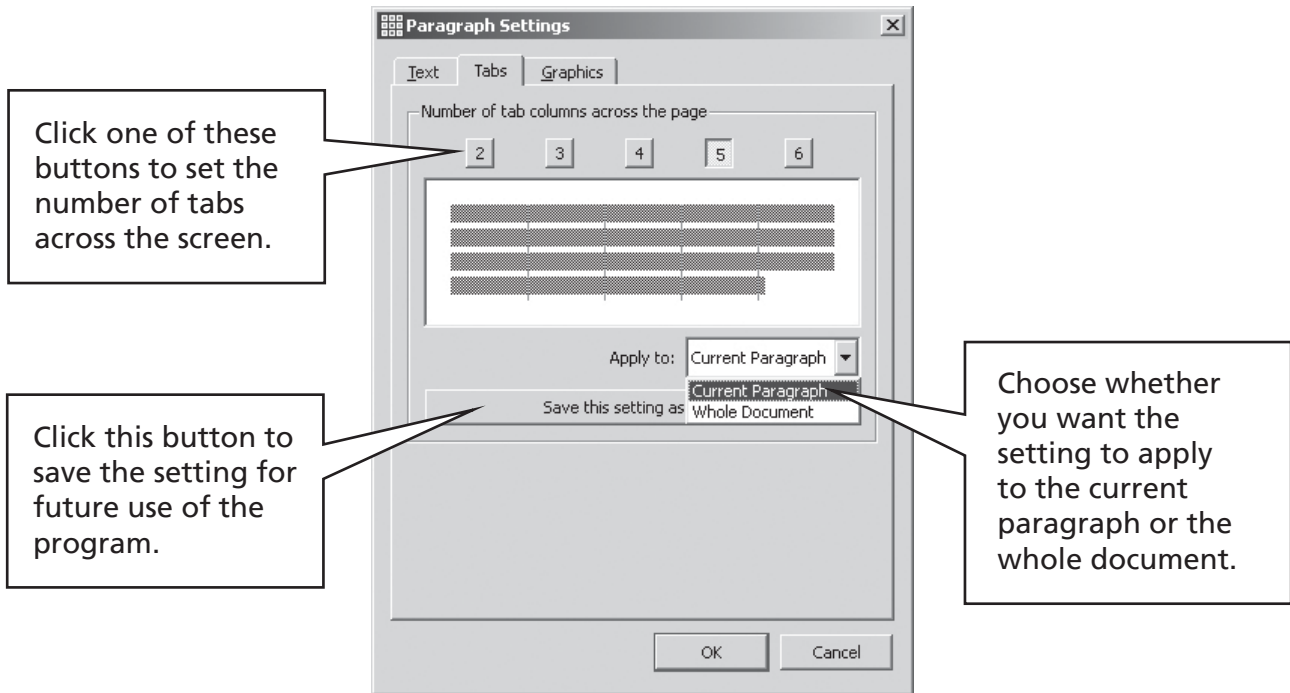 Paragraph Settings
Text Tabs Graphics
Number of tab columns across the page
2 3 4 5 6
Click one of these
buttons to set the
number of tabs
across the screen.
Apply to: Current Paragraph
Current Paragraph
Whole Document
Save this setting as
Click this button to
save the setting for
future use of the
program.
Choose whether
you want the
setting to apply
to the current
paragraph or the
whole document.
OK Cancel